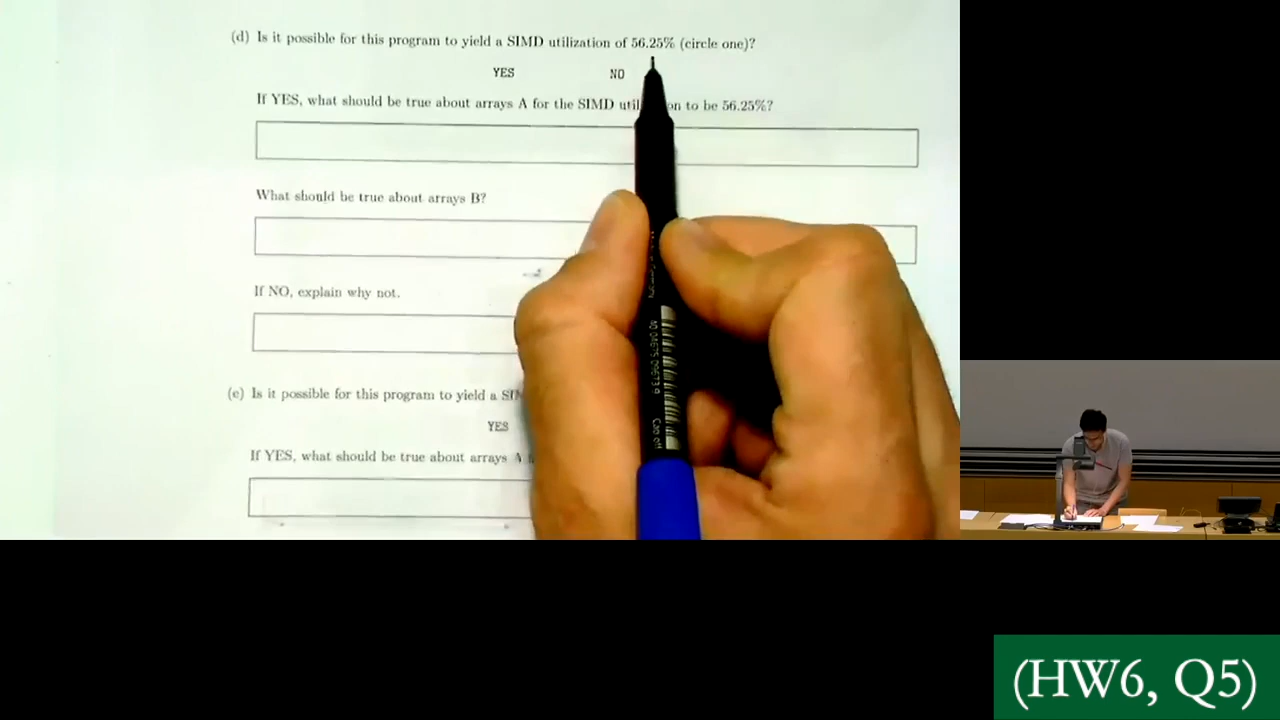 (d) Is it possible for this program to yield a SIMD utilization of 56.25% (circle one)?
YES NO
If YES, what should be true about arrays A for the SIMD to be 56.25%?
What should be true about arrays B?
If NO, explain why not.
(e) Is it possible for this program to yield a
YES
If YES, what should be true about arrays A
(HW6, Q5)